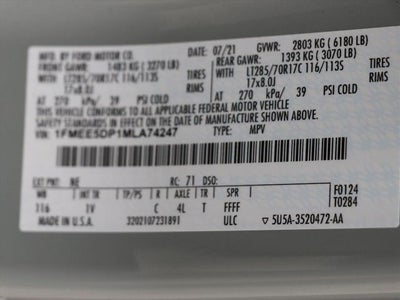 MFD. BY FORD MOTOR CO.
DATE: 07/21 GVWR: 2803 KG ( 6180 LB)
FRONT GAWR: 1483 KG ( 3270 LB) REAR GAWR: 1393 KG ( 3070 LB)
LT285/70R17C 116/113S TIRES LT285/70R17C 116/113S TIRES
17x8.0J RIMS 17x8.0J RIMS
AT 270 kPa/ 39 PSI COLD AT 270 kPa/ 39 PSI COLD
THIS VEHICLE CONFORMS TO ALL APPLICABLE FEDERAL MOTOR VEHICLE
SAFETY STANDARDS IN EFFECT ON THE DATE OF MANUFACTURE SHOWN ABOVE.
VIN: 1FMEE5DP1MLA74247
TYPE: MPV
EXT PNT: RC: 71 DSO: F0124
WB INT TR TP/PS R AXLE TR SPR T0284
116 1V C 4L T FFFF
MADE IN U.S.A. 3202107231891 ULC 5U5A-3520472-AA